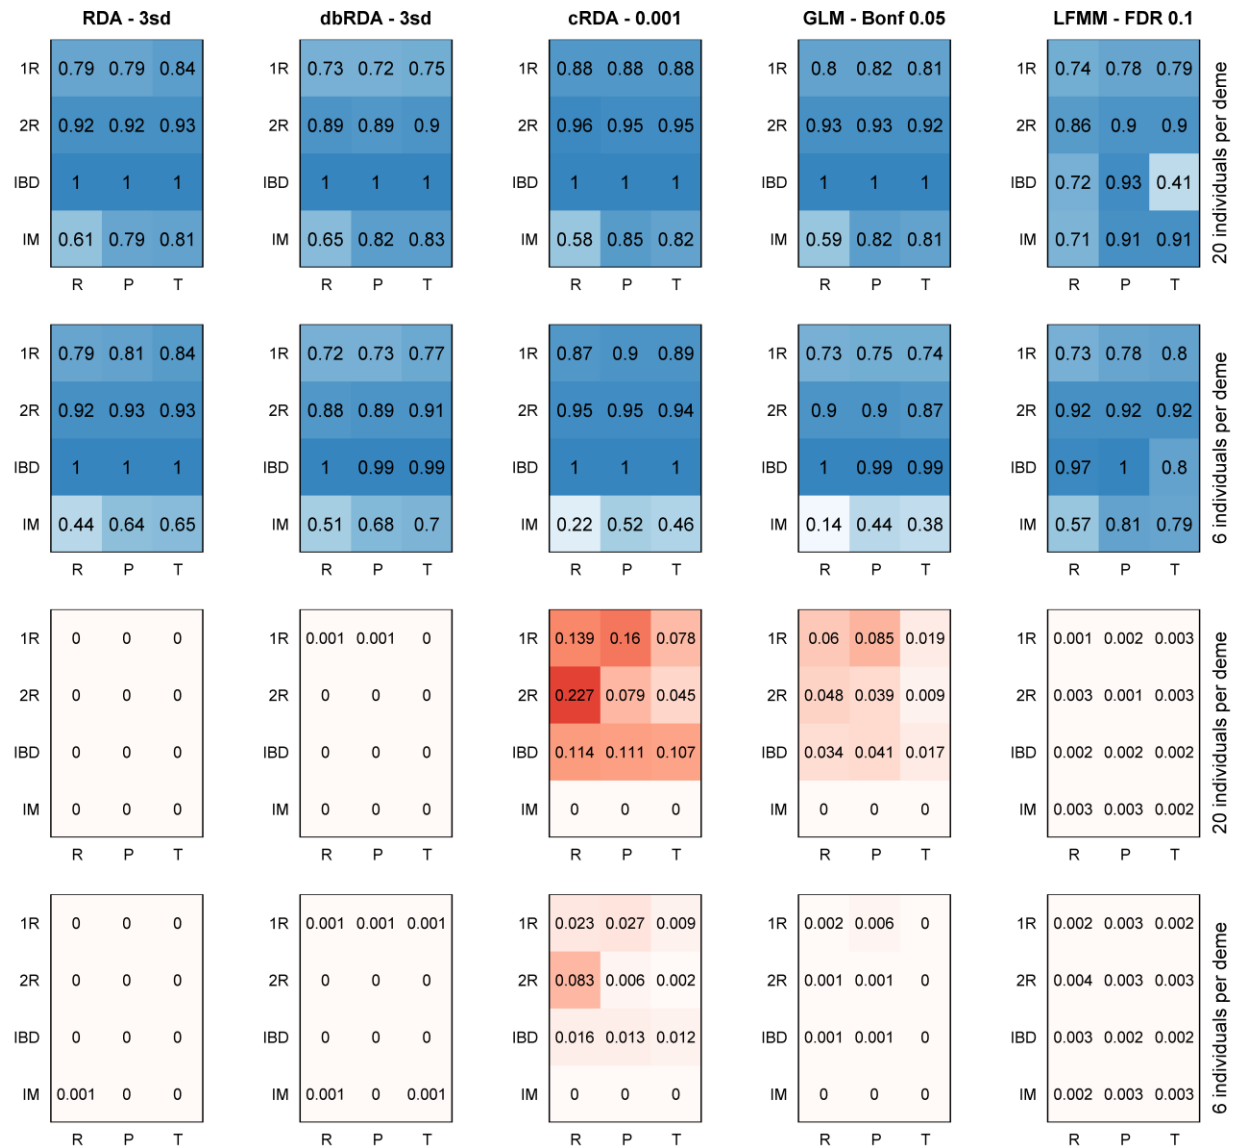 RDA - 3sd dbRDA - 3sd cRDA - 0.001 GLM - Bonf 0.05 LFMM - FDR 0.1
1R 0.79 0.79 0.84 1R 0.73 0.72 0.75 1R 0.88 0.88 0.88 1R 0.8 0.82 0.81 1R 0.74 0.78 0.79
2R 0.92 0.92 0.93 2R 0.89 0.89 0.9 2R 0.96 0.95 0.95 2R 0.93 0.93 0.92 2R 0.86 0.9 0.9
IBD 1 1 1 IBD 1 1 1 IBD 1 1 1 IBD 1 1 1 IBD 0.72 0.93 0.41
IM 0.61 0.79 0.81 IM 0.65 0.82 0.83 IM 0.58 0.85 0.82 IM 0.59 0.82 0.81 IM 0.71 0.91 0.91
R P T R P T R P T R P T R P T
20 individuals per deme
1R 0.79 0.81 0.84 1R 0.72 0.73 0.77 1R 0.87 0.9 0.89 1R 0.73 0.75 0.74 1R 0.73 0.78 0.8
2R 0.92 0.93 0.93 2R 0.88 0.89 0.91 2R 0.95 0.95 0.94 2R 0.9 0.9 0.87 2R 0.92 0.92 0.92
IBD 1 1 1 IBD 1 0.99 0.99 IBD 1 1 1 IBD 1 0.99 0.99 IBD 0.97 1 0.8
IM 0.44 0.64 0.65 IM 0.51 0.68 0.7 IM 0.22 0.52 0.46 IM 0.14 0.44 0.38 IM 0.57 0.81 0.79
R P T R P T R P T R P T R P T
6 individuals per deme
1R 0 0 0 1R 0.001 0.001 0 1R 0.139 0.16 0.078 1R 0.06 0.085 0.019 1R 0.001 0.002 0.003
2R 0 0 0 2R 0 0 0 2R 0.227 0.079 0.045 2R 0.048 0.039 0.009 2R 0.003 0.001 0.003
IBD 0 0 0 IBD 0 0 0 IBD 0.114 0.111 0.107 IBD 0.034 0.041 0.017 IBD 0.002 0.002 0.002
IM 0 0 0 IM 0 0 0 IM 0 0 0 IM 0 0 0 IM 0.003 0.003 0.002
R P T R P T R P T R P T R P T
20 individuals per deme
1R 0 0 0 1R 0.001 0.001 0.001 1R 0.023 0.027 0.009 1R 0.002 0.006 0 1R 0.002 0.003 0.002
2R 0 0 0 2R 0 0 0 2R 0.083 0.006 0.002 2R 0.001 0.001 0 2R 0.004 0.003 0.003
IBD 0 0 0 IBD 0 0 0 IBD 0.016 0.013 0.012 IBD 0.001 0.001 0 IBD 0.003 0.002 0.002
IM 0.001 0 0 IM 0.001 0 0.001 IM 0 0 0 IM 0 0 0 IM 0.002 0.003 0.003
R P T R P T R P T R P T R P T
6 individuals per deme